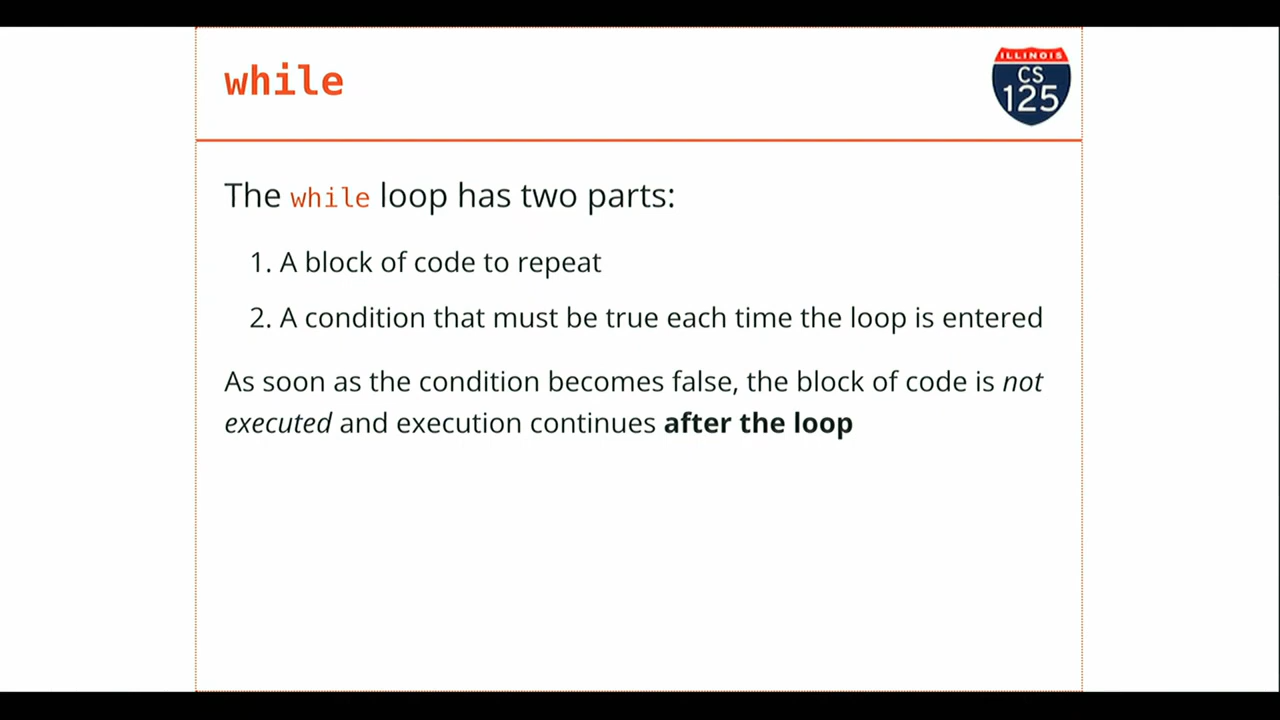 while
ILLINOIS
CS
125
The while loop has two parts:
1. A block of code to repeat
2. A condition that must be true each time the loop is entered
As soon as the condition becomes false, the block of code is not
executed and execution continues after the loop